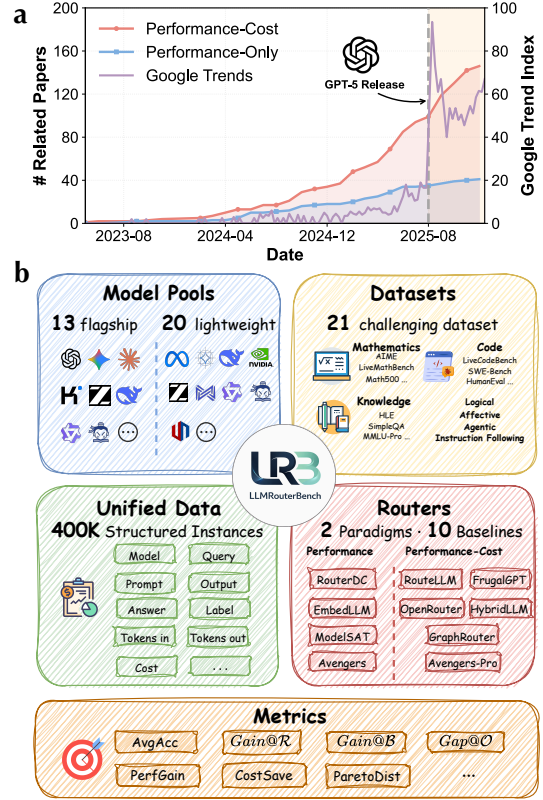 a
Performance-Cost
Performance-Only
Google Trends
GPT-5 Release
# Related Papers
200
160
120
80
40
0
Google Trend Index
100
80
60
40
20
0
2023-08
2024-04
2024-12
2025-08
Date
b
Model Pools
13 flagship
20 lightweight
NVIDIA
Datasets
21 challenging dataset
Mathematics
AIME
LiveMathBench
Math500 ...
Code
LiveCodeBench
SWE-Bench
HumanEval ...
Knowledge
HLE
SimpleQA
MMLU-Pro ...
Logical
Affective
Agentic
Instruction Following
LRB
LLMRouterBench
Unified Data
400K Structured Instances
Model
Query
Prompt
Output
Answer
Label
Tokens in
Tokens out
Cost
...
Routers
2 Paradigms · 10 Baselines
Performance
Performance-Cost
RouterDC
RouteLLM
FrugalGPT
EmbedLLM
OpenRouter
HybridLLM
ModelSAT
GraphRouter
Avengers
Avengers-Pro
Metrics
AvgAcc
Gain@R
Gain@B
Gap@O
PerfGain
CostSave
ParetoDist
...